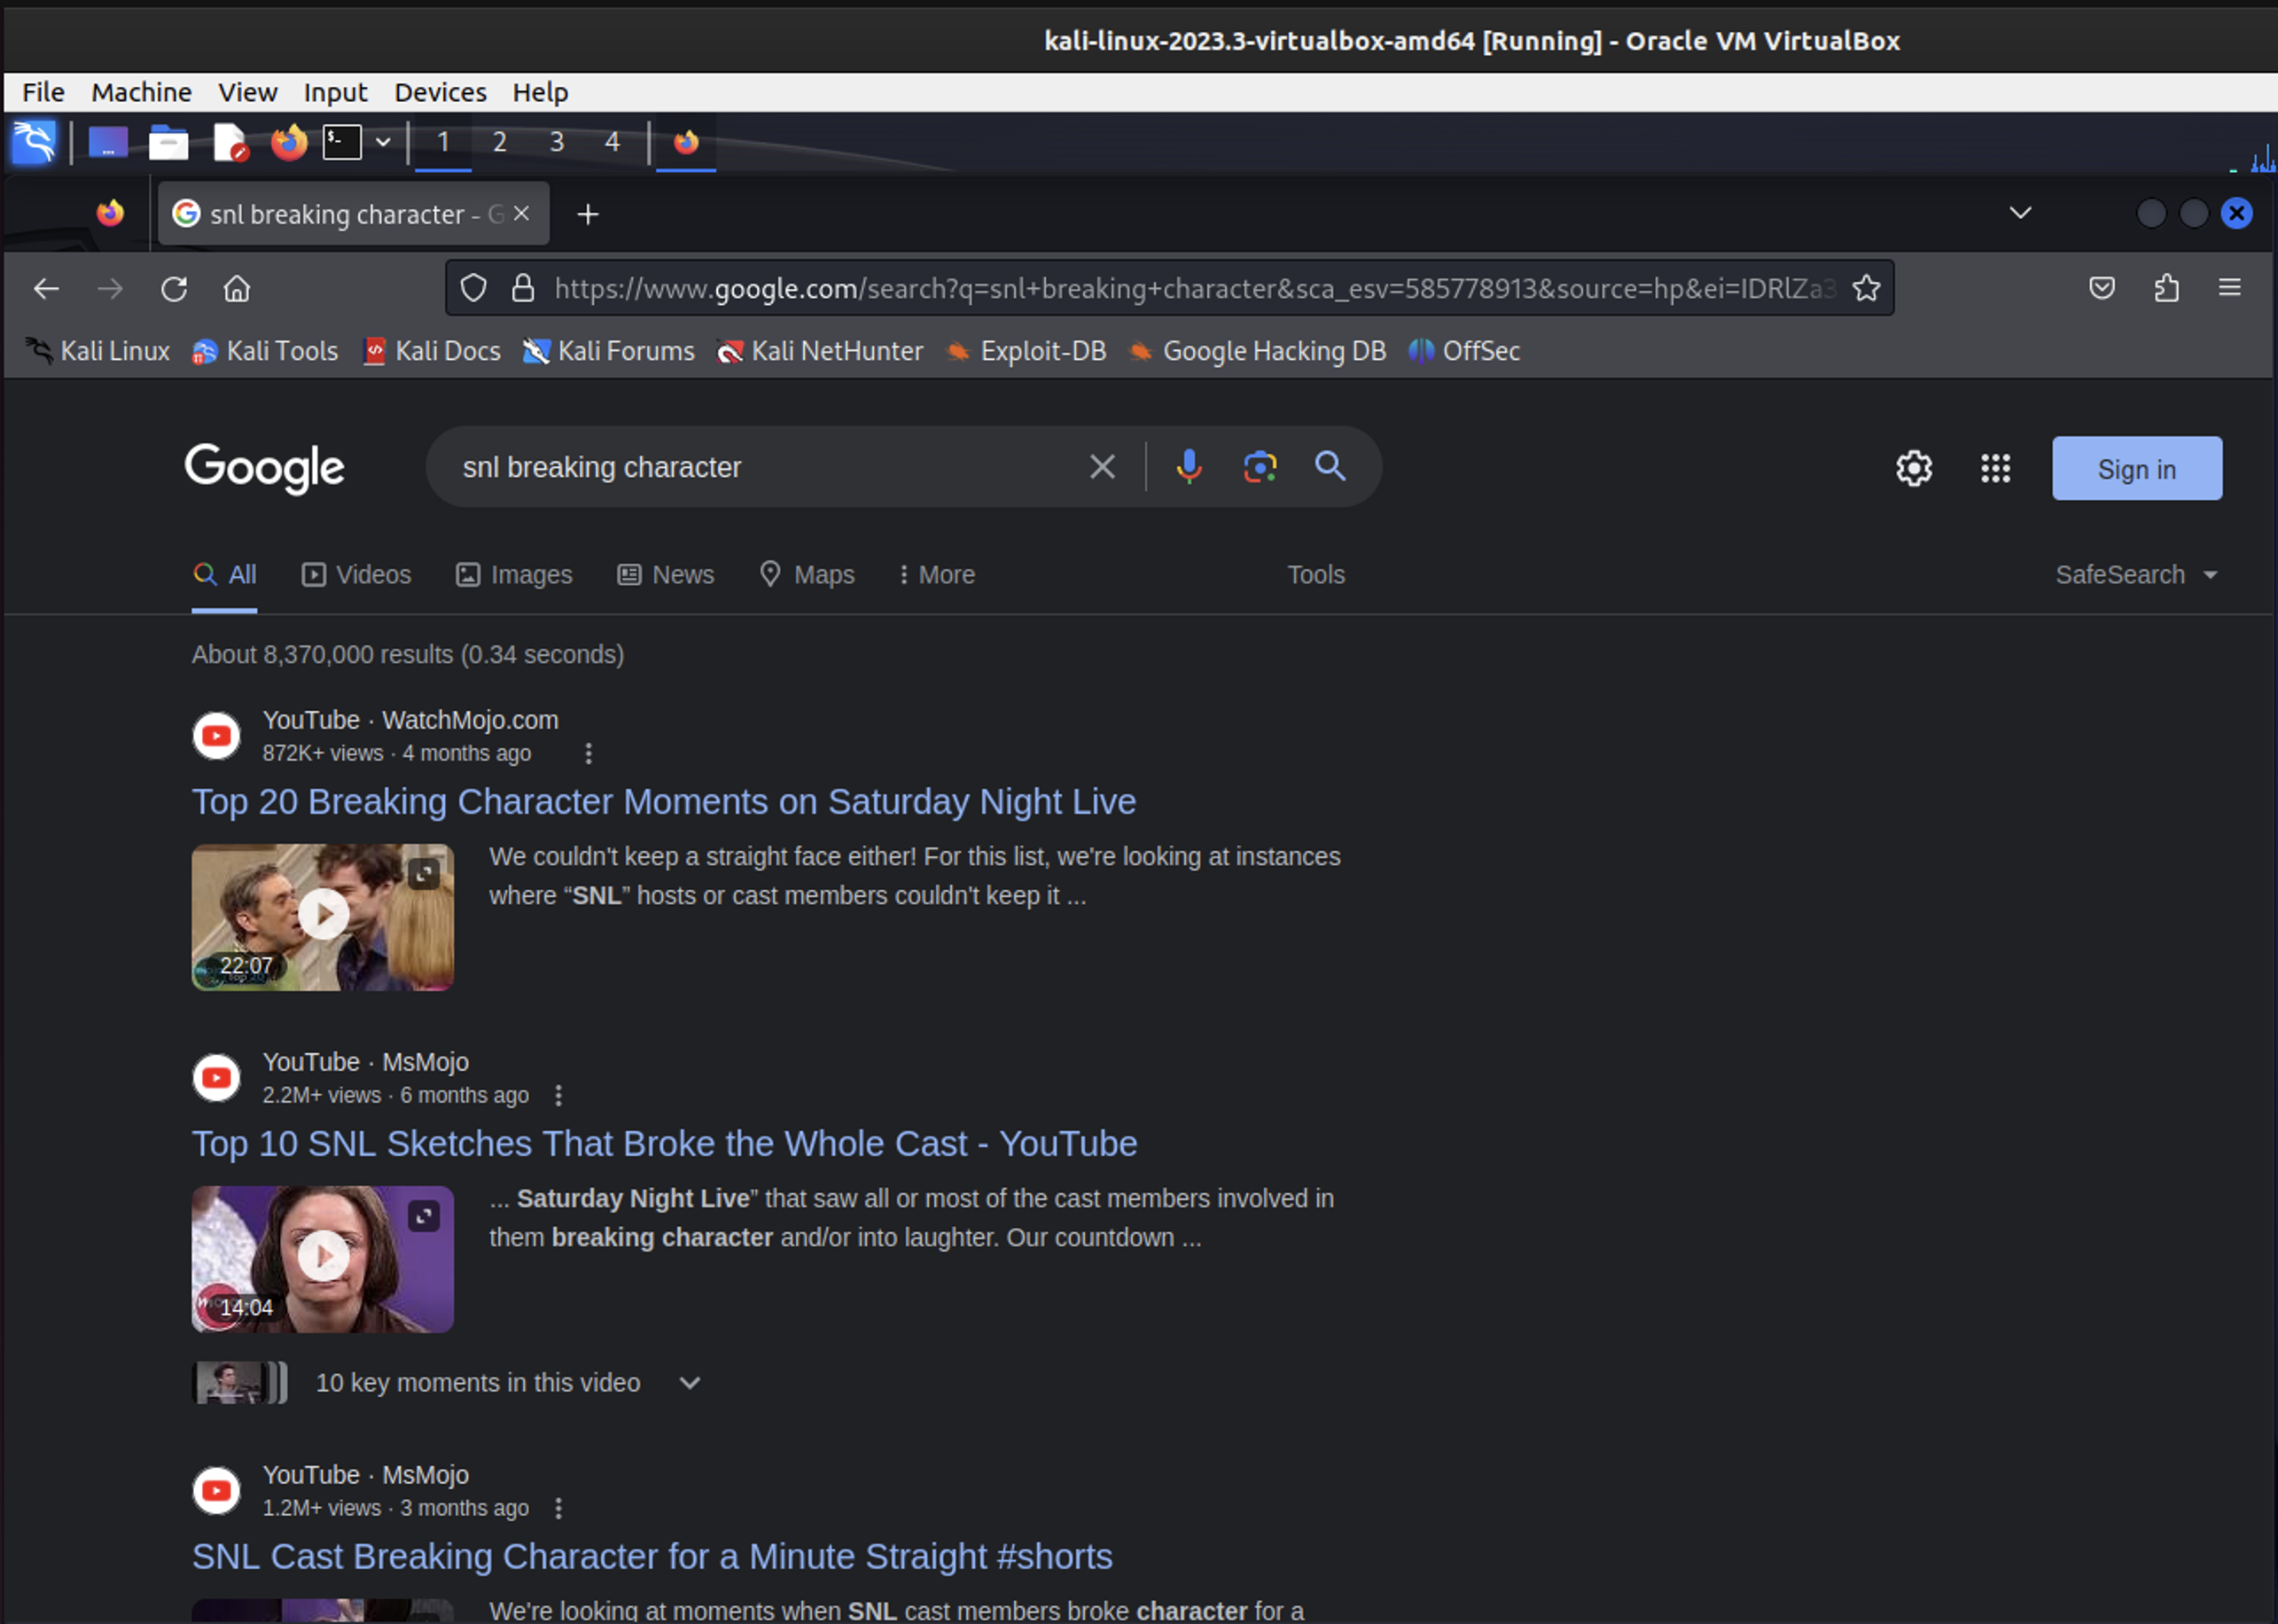 kali-linux-2023.3-virtualbox-amd64 [Running] - Oracle VM VirtualBox
File Machine View Input Devices Help
$- 1 2 3 4
snl breaking character - G
https://www.google.com/search?q=snl+breaking+character&sca_esv=585778913&source=hp&ei=IDRlZa3
Kali Linux Kali Tools Kali Docs Kali Forums Kali NetHunter Exploit-DB Google Hacking DB OffSec
Google snl breaking character Sign in
All Videos Images News Maps More Tools SafeSearch
About 8,370,000 results (0.34 seconds)
YouTube · WatchMojo.com
872K+ views · 4 months ago
Top 20 Breaking Character Moments on Saturday Night Live
We couldn't keep a straight face either! For this list, we're looking at instances
where “SNL” hosts or cast members couldn't keep it ...
22:07
YouTube · MsMojo
2.2M+ views · 6 months ago
Top 10 SNL Sketches That Broke the Whole Cast - YouTube
... Saturday Night Live” that saw all or most of the cast members involved in
them breaking character and/or into laughter. Our countdown ...
14:04
10 key moments in this video
YouTube · MsMojo
1.2M+ views · 3 months ago
SNL Cast Breaking Character for a Minute Straight #shorts
We're looking at moments when SNL cast members broke character for a